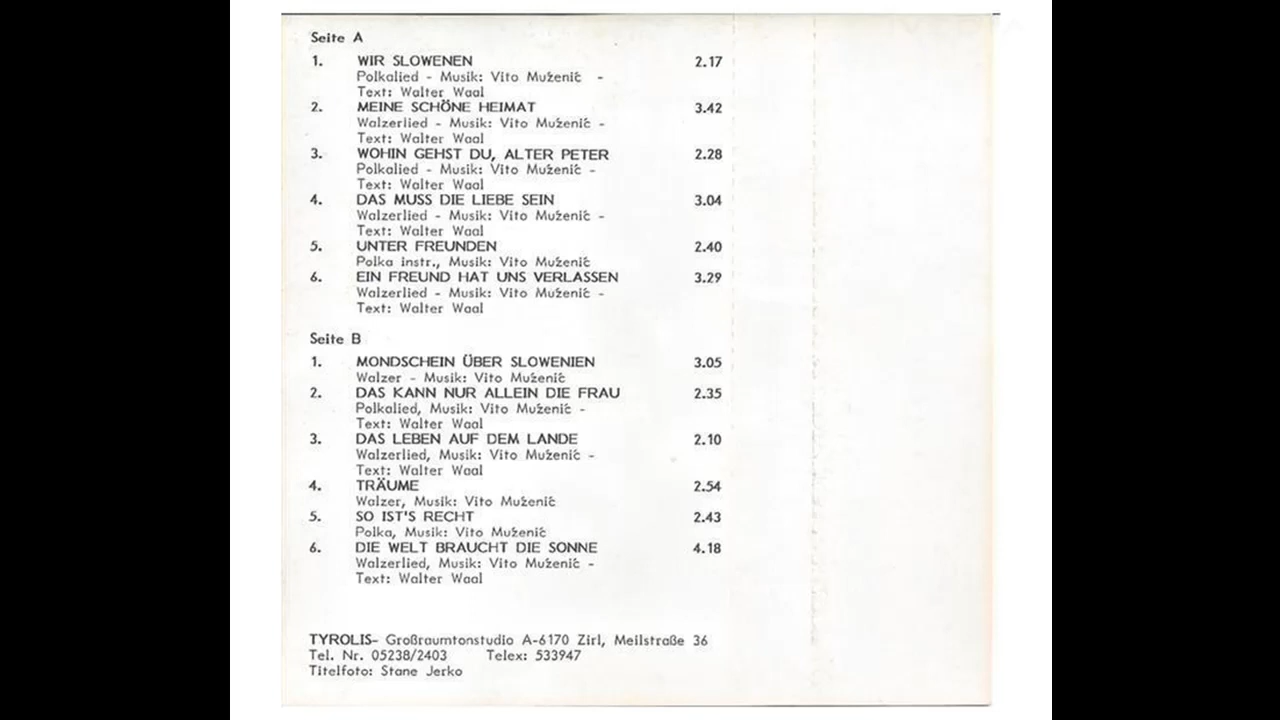 Seite A
1. WIR SLOWENEN 2.17
Polkalied - Musik: Vito Muženič -
Text: Walter Waal
2. MEINE SCHÖNE HEIMAT 3.42
Walzerlied - Musik: Vito Muženič -
Text: Walter Waal
3. WOHIN GEHST DU, ALTER PETER 2.28
Polkalied - Musik: Vito Muženič -
Text: Walter Waal
4. DAS MUSS DIE LIEBE SEIN 3.04
Walzerlied - Musik: Vito Muženič -
Text: Walter Waal
5. UNTER FREUNDEN 2.40
Polka instr., Musik: Vito Muženič
6. EIN FREUND HAT UNS VERLASSEN 3.29
Walzerlied - Musik: Vito Muženič -
Text: Walter Waal
Seite B
1. MONDSCHEIN ÜBER SLOWENIEN 3.05
Walzer - Musik: Vito Muženič
2. DAS KANN NUR ALLEIN DIE FRAU 2.35
Polkalied, Musik: Vito Muženič -
Text: Walter Waal
3. DAS LEBEN AUF DEM LANDE 2.10
Walzerlied, Musik: Vito Muženič -
Text: Walter Waal
4. TRÄUME 2.54
Walzer, Musik: Vito Muženič
5. SO IST'S RECHT 2.43
Polka, Musik: Vito Muženič
6. DIE WELT BRAUCHT DIE SONNE 4.18
Walzerlied, Musik: Vito Muženič -
Text: Walter Waal
TYROLIS- Großraumtonstudio A-6170 Zirl, Meilstraße 36
Tel. Nr. 05238/2403 Telex: 533947
Titelfoto: Stane Jerko